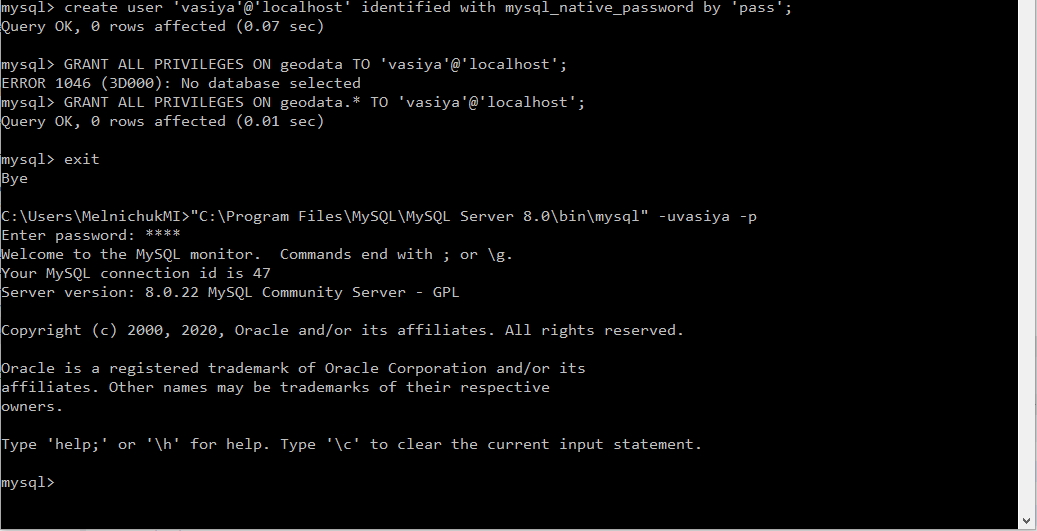 mysql> create user 'vasiya'@'localhost' identified with mysql_native_password by 'pass';
Query OK, 0 rows affected (0.07 sec)
mysql> GRANT ALL PRIVILEGES ON geodata TO 'vasiya'@'localhost';
ERROR 1046 (3D000): No database selected
mysql> GRANT ALL PRIVILEGES ON geodata.* TO 'vasiya'@'localhost';
Query OK, 0 rows affected (0.01 sec)
mysql> exit
Bye
C:\Users\MelnichukMI>"C:\Program Files\MySQL\MySQL Server 8.0\bin\mysql" -uvasiya -p
Enter password: ****
Welcome to the MySQL monitor.  Commands end with ; or \g.
Your MySQL connection id is 47
Server version: 8.0.22 MySQL Community Server - GPL
Copyright (c) 2000, 2020, Oracle and/or its affiliates. All rights reserved.
Oracle is a registered trademark of Oracle Corporation and/or its
affiliates. Other names may be trademarks of their respective
owners.
Type 'help;' or '\h' for help. Type '\c' to clear the current input statement.
mysql>